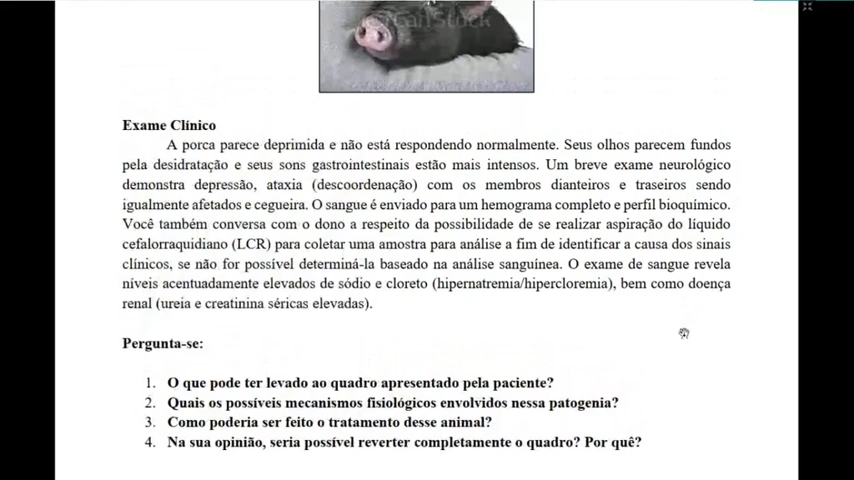 CanStock
Exame Clínico
A porca parece deprimida e não está respondendo normalmente. Seus olhos parecem fundos
pela desidratação e seus sons gastrointestinais estão mais intensos. Um breve exame neurológico
demonstra depressão, ataxia (descoordenação) com os membros dianteiros e traseiros sendo
igualmente afetados e cegueira. O sangue é enviado para um hemograma completo e perfil bioquímico.
Você também conversa com o dono a respeito da possibilidade de se realizar aspiração do líquido
cefalorraquidiano (LCR) para coletar uma amostra para análise a fim de identificar a causa dos sinais
clínicos, se não for possível determiná-la baseado na análise sanguínea. O exame de sangue revela
níveis acentuadamente elevados de sódio e cloreto (hipernatremia/hipercloremia), bem como doença
renal (ureia e creatinina séricas elevadas).
Pergunta-se:
1. O que pode ter levado ao quadro apresentado pela paciente?
2. Quais os possíveis mecanismos fisiológicos envolvidos nessa patogenia?
3. Como poderia ser feito o tratamento desse animal?
4. Na sua opinião, seria possível reverter completamente o quadro? Por quê?